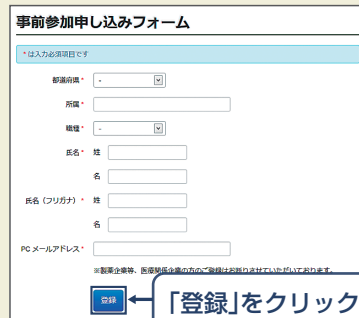 事前参加申し込みフォーム
*は入力必須項目です
都道府県* -
所属*
職種* -
氏名* 姓
名
氏名(フリガナ)* 姓
名
PCメールアドレス*
※製薬企業等、医療関係企業の方のご登録はお断りさせていただいております。
登録
「登録」をクリック